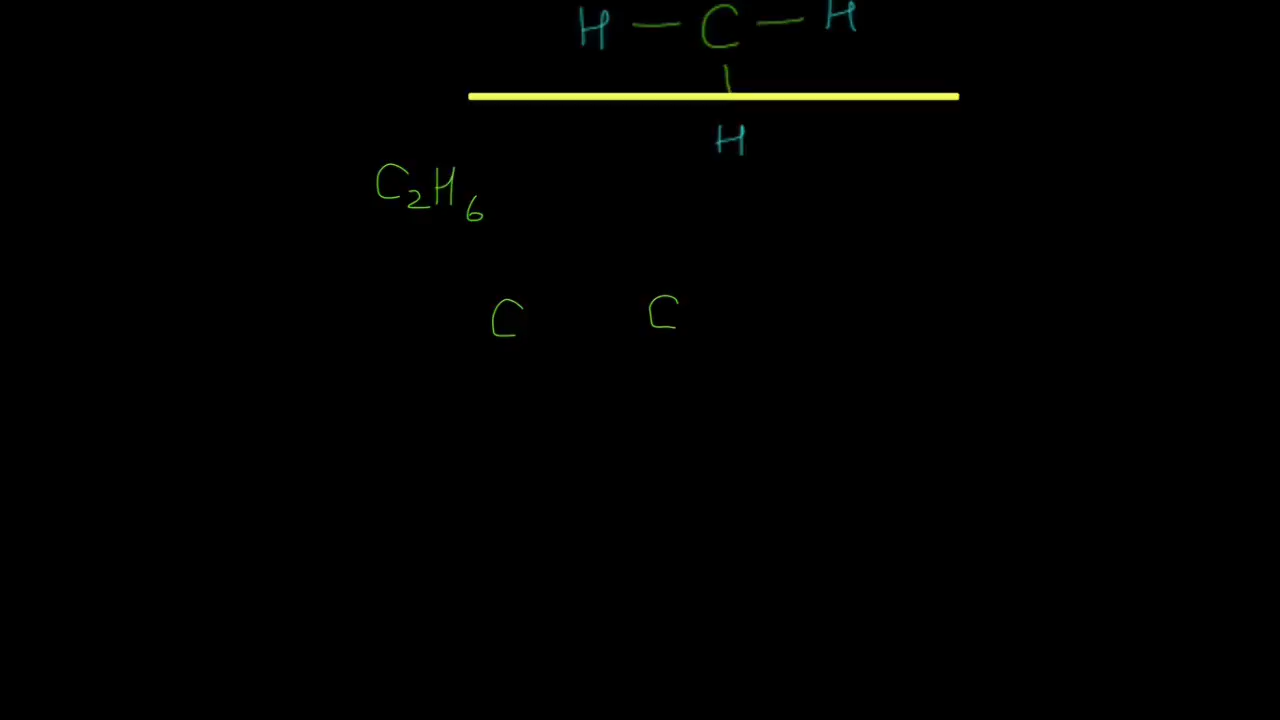 H — C — H
H
C₂H₆
C C